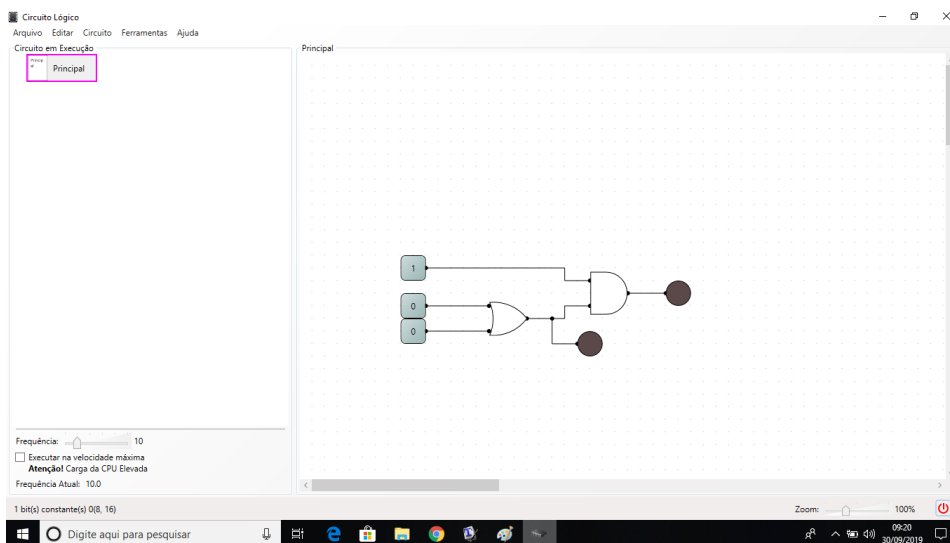 Circuito Lógico
Arquivo Editar Circuito Ferramentas Ajuda
Circuito em Execução
Princip
al
Principal
Principal
1
0
0
Frequência: 10
Executar na velocidade máxima
Atenção! Carga da CPU Elevada
Frequência Atual: 10.0
1 bit(s) constante(s) 0(8, 16)
Zoom: 100%
Digite aqui para pesquisar
09:20
30/09/2019